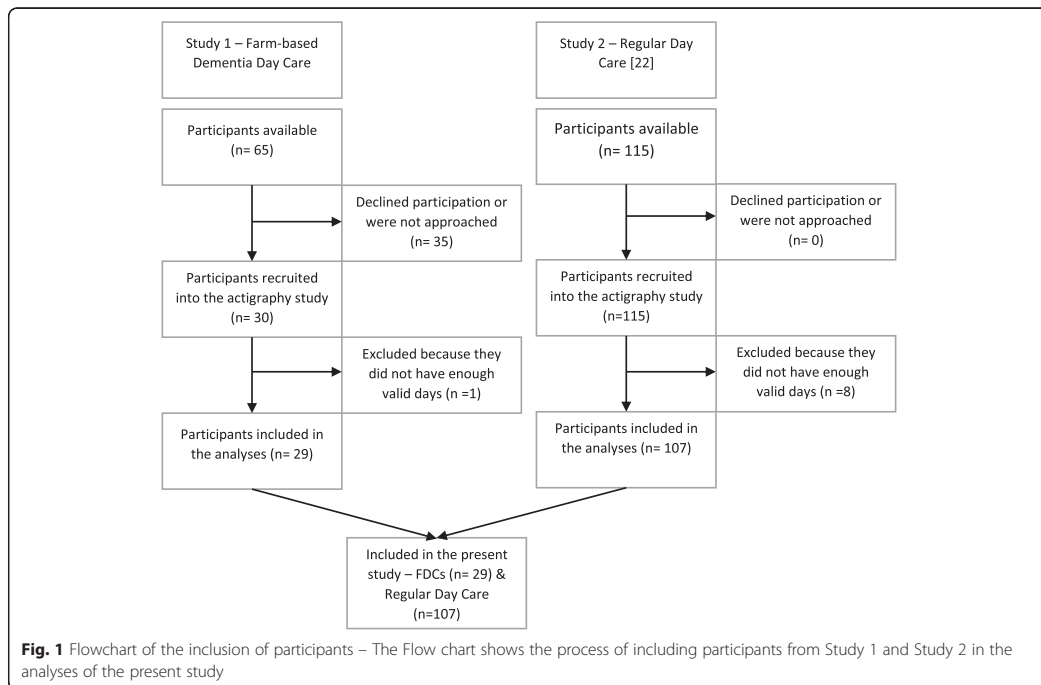 Study 1 – Farm-based
Dementia Day Care
Participants available
(n= 65)
Declined participation or
were not approached
(n= 35)
Participants recruited
into the actigraphy study
(n= 30)
Excluded because they
did not have enough
valid days (n =1)
Participants included in
the analyses (n= 29)
Study 2 – Regular Day
Care [22]
Participants available
(n= 115)
Declined participation or
were not approached
(n= 0)
Participants recruited
into the actigraphy study
(n=115)
Excluded because they
did not have enough
valid days (n =8)
Participants included in
the analyses (n= 107)
Included in the present
study – FDCs (n= 29) &
Regular Day Care
(n=107)
Fig. 1 Flowchart of the inclusion of participants – The Flow chart shows the process of including participants from Study 1 and Study 2 in the
analyses of the present study